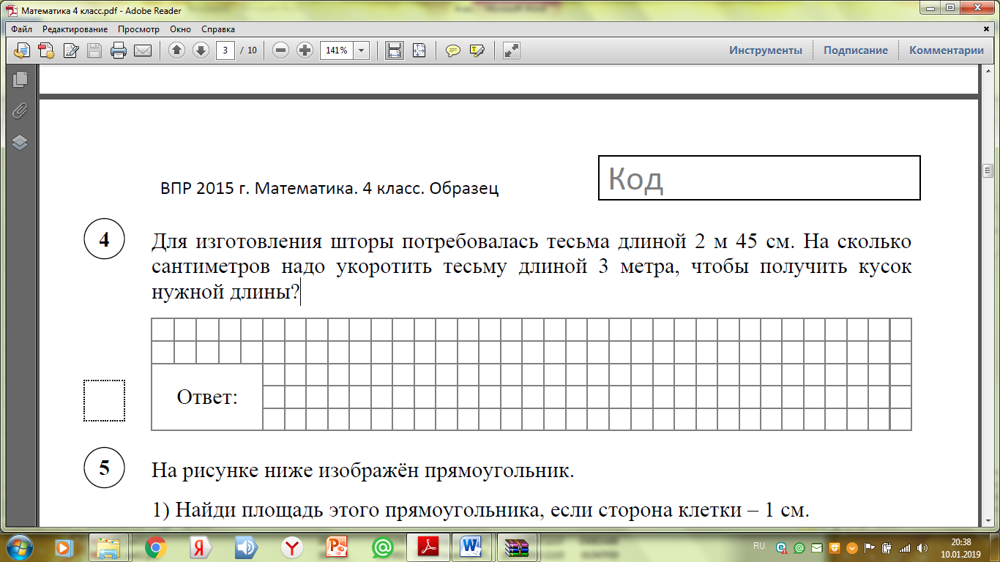 Математика 4 класс.pdf - Adobe Reader
Файл Редактирование Просмотр Окно Справка
3 / 10 141% Инструменты Подписание Комментарии
Код
ВПР 2015 г. Математика. 4 класс. Образец
4 Для изготовления шторы потребовалась тесьма длиной 2 м 45 см. На сколько
сантиметров надо укоротить тесьму длиной 3 метра, чтобы получить кусок
нужной длины?
Ответ:
5 На рисунке ниже изображён прямоугольник.
1) Найди площадь этого прямоугольника, если сторона клетки – 1 см.
RU
20:38
10.01.2019